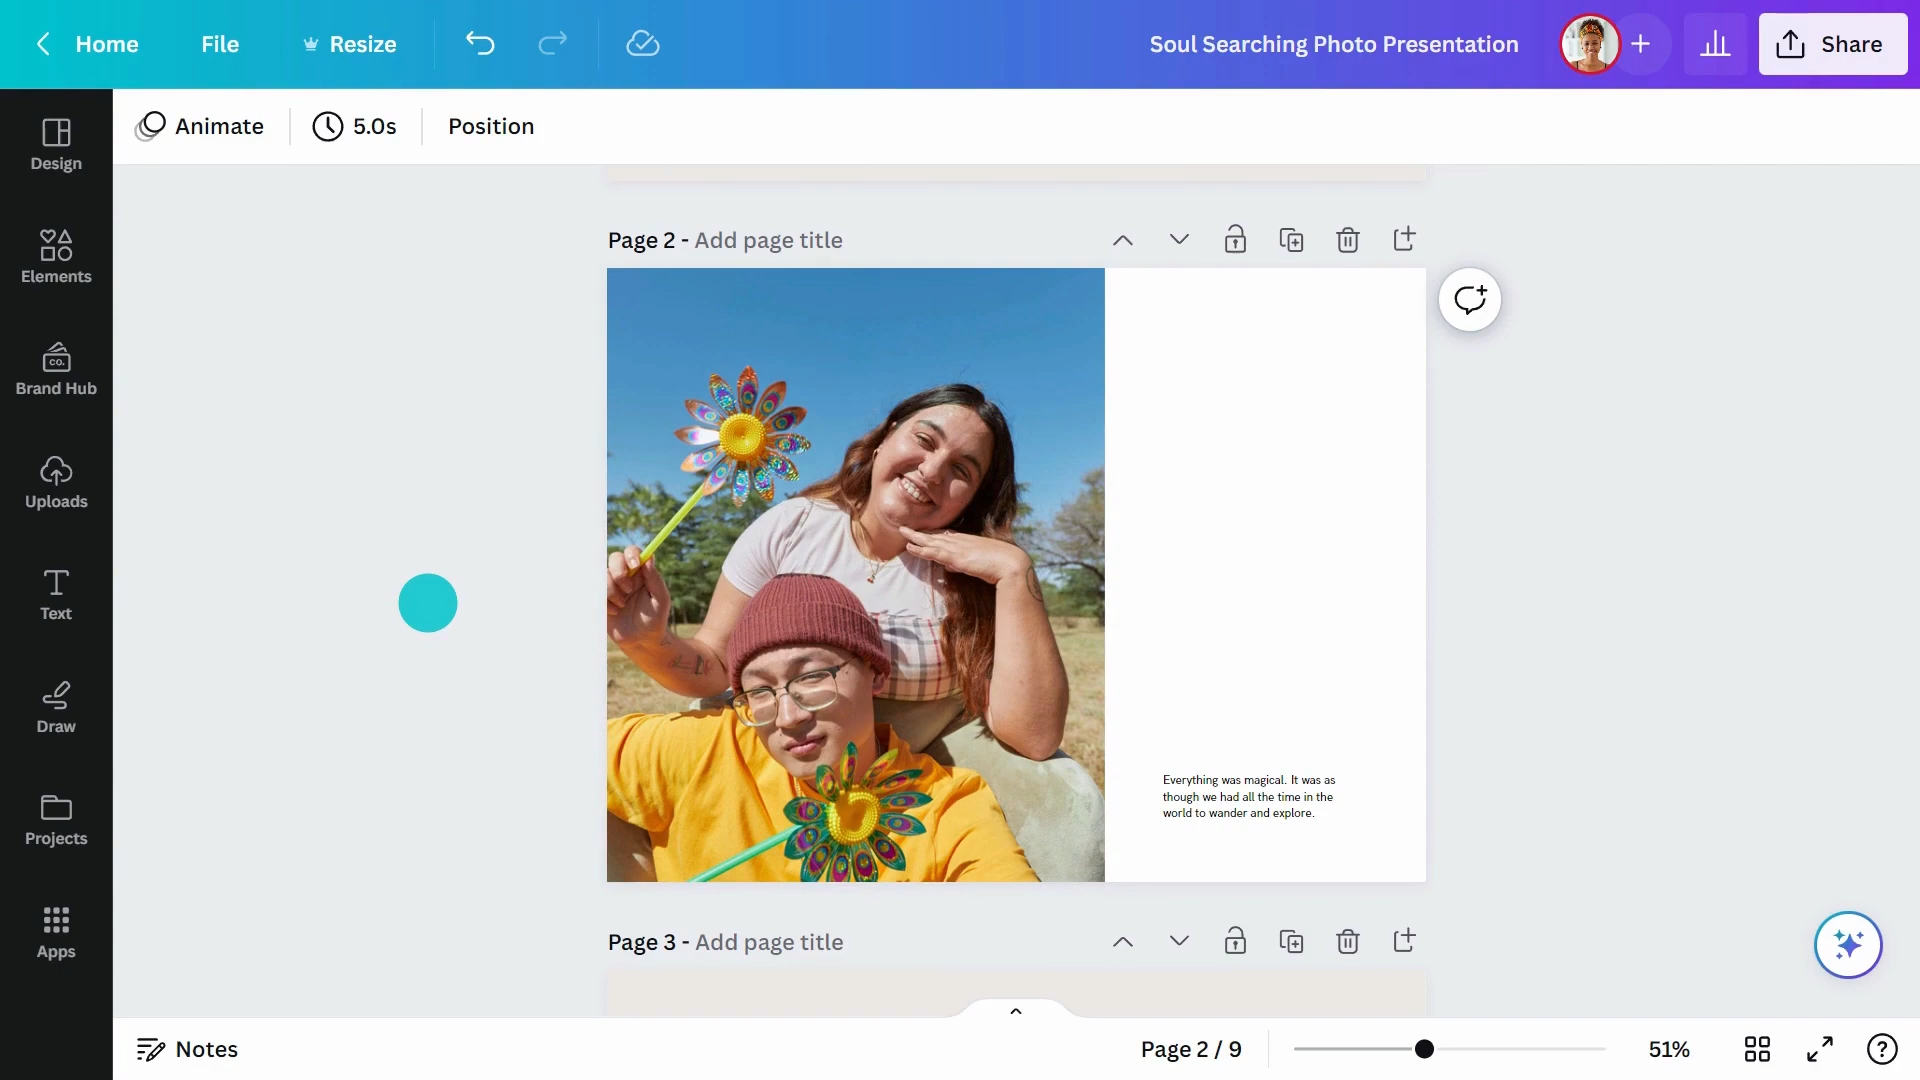 Home
File
Resize
Soul Searching Photo Presentation
Share
Animate
5.0s
Position
Design
Elements
CO.
Brand Hub
Uploads
Text
Draw
Projects
Apps
Page 2 - Add page title
Everything was magical. It was as
though we had all the time in the
world to wander and explore.
Page 3 - Add page title
Notes
Page 2 / 9
51%
?